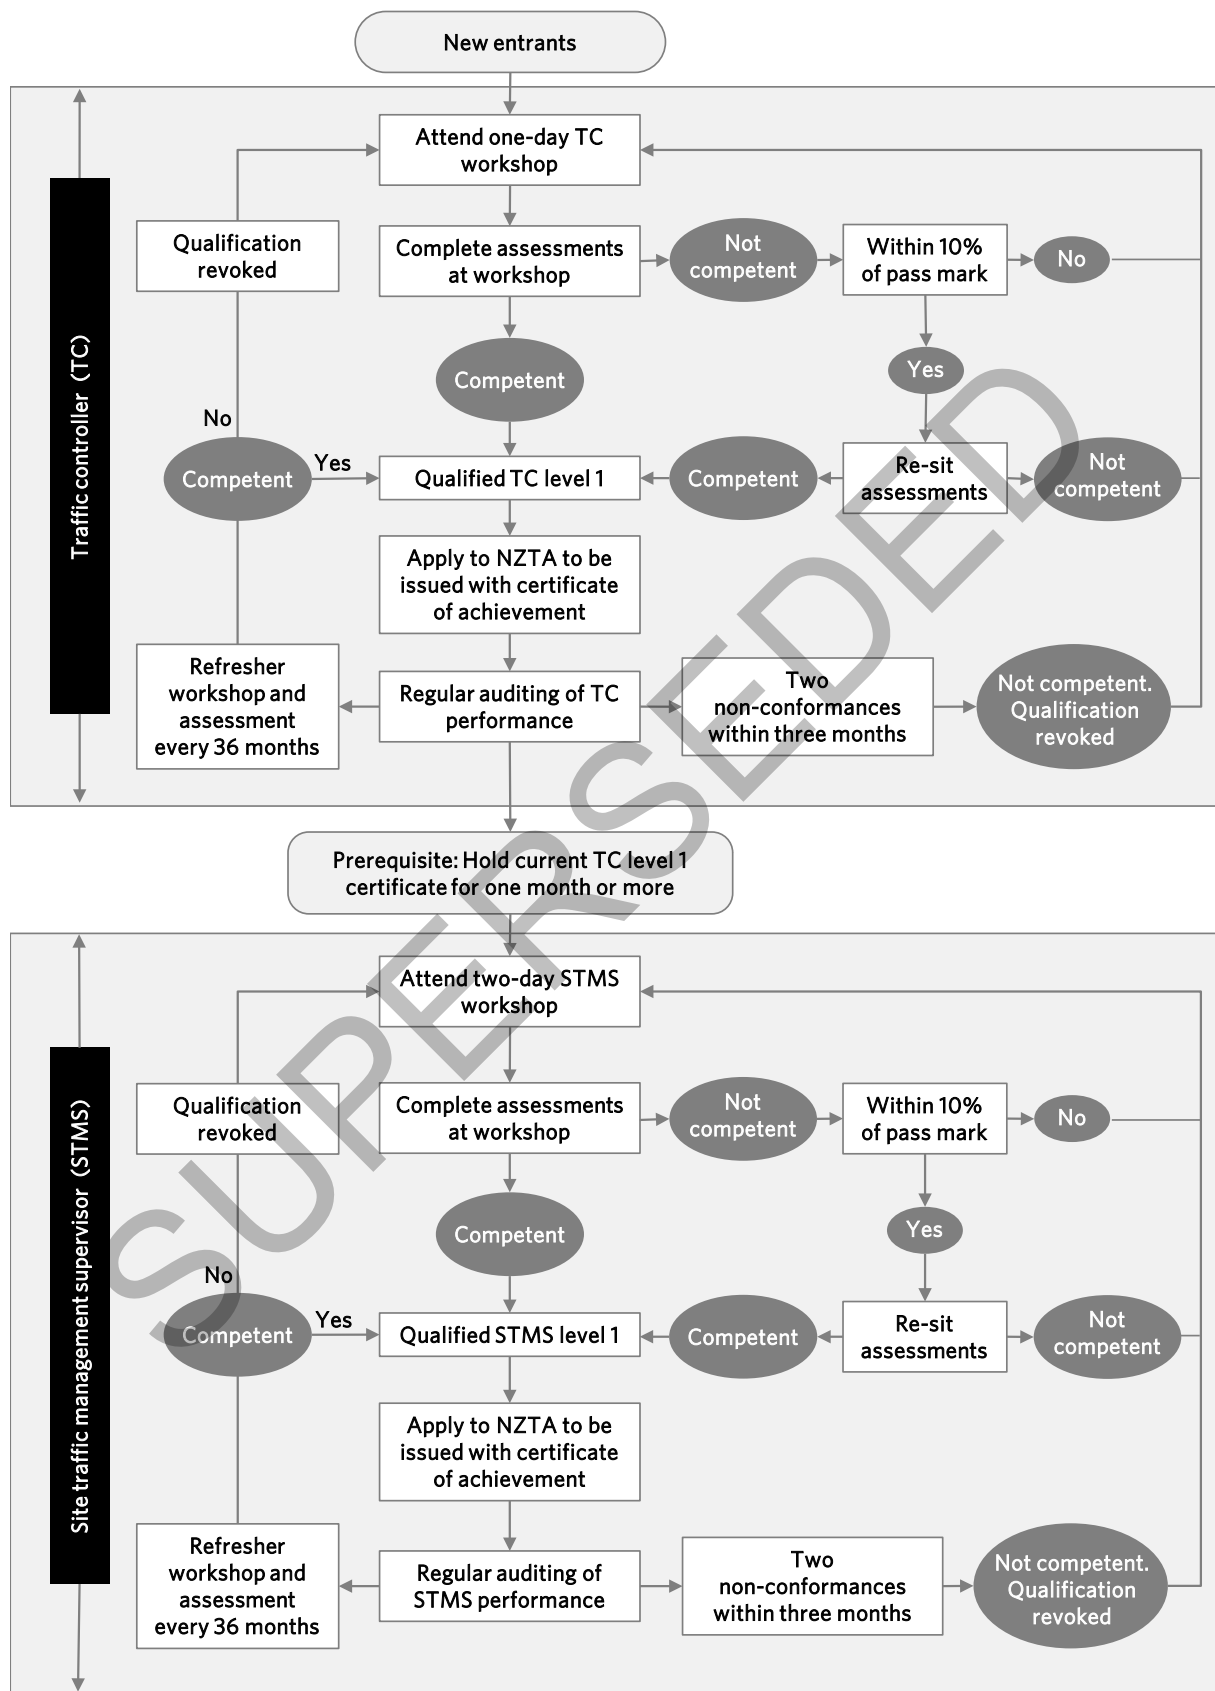 New entrants
Attend one-day TC
workshop
Qualification
revoked
Complete assessments
at workshop
Not
competent
Within 10%
of pass mark
No
Competent
Yes
Traffic controller (TC)
No
Competent
Yes
Qualified TC level 1
Competent
Re-sit
assessments
Not
competent
Apply to NZTA to be
issued with certificate
of achievement
Refresher
workshop and
assessment
every 36 months
Regular auditing of TC
performance
Two
non-conformances
within three months
Not competent.
Qualification
revoked
Prerequisite: Hold current TC level 1
certificate for one month or more
Attend two-day STMS
workshop
Qualification
revoked
Complete assessments
at workshop
Not
competent
Within 10%
of pass mark
No
Competent
Yes
Site traffic management supervisor (STMS)
No
Competent
Yes
Qualified STMS level 1
Competent
Re-sit
assessments
Not
competent
Apply to NZTA to be
issued with certificate
of achievement
Refresher
workshop and
assessment
every 36 months
Regular auditing of
STMS performance
Two
non-conformances
within three months
Not competent.
Qualification
revoked
SUPERSEDED